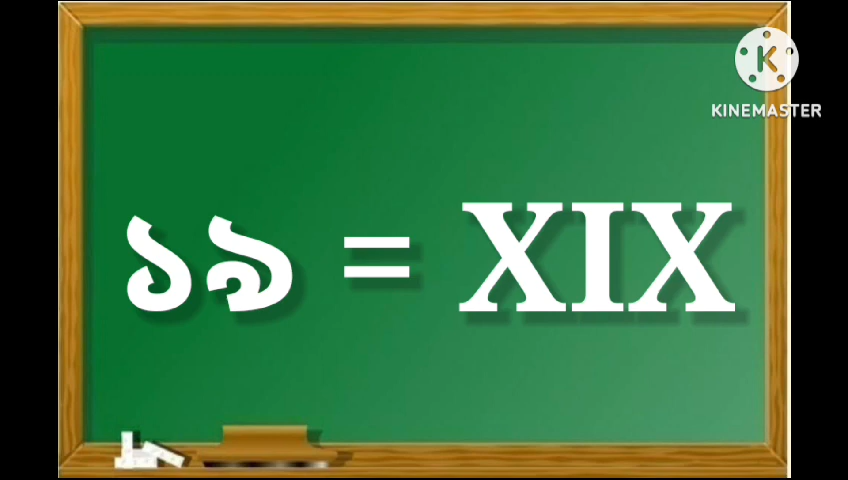 K
KINEMASTER
১৯ = XIX